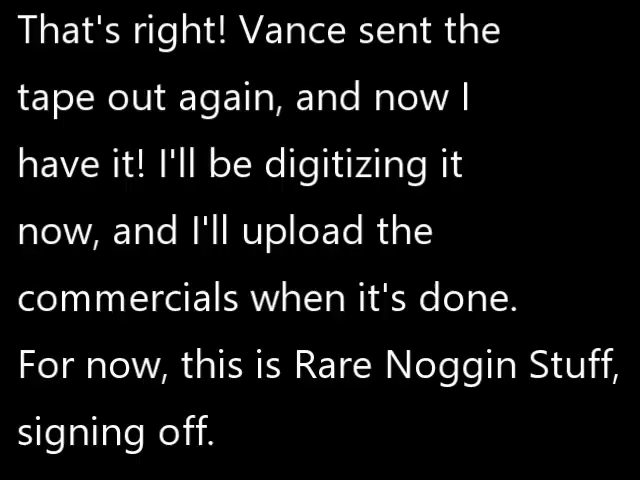 That's right! Vance sent the
tape out again, and now I
have it! I'll be digitizing it
now, and I'll upload the
commercials when it's done.
For now, this is Rare Noggin Stuff,
signing off.